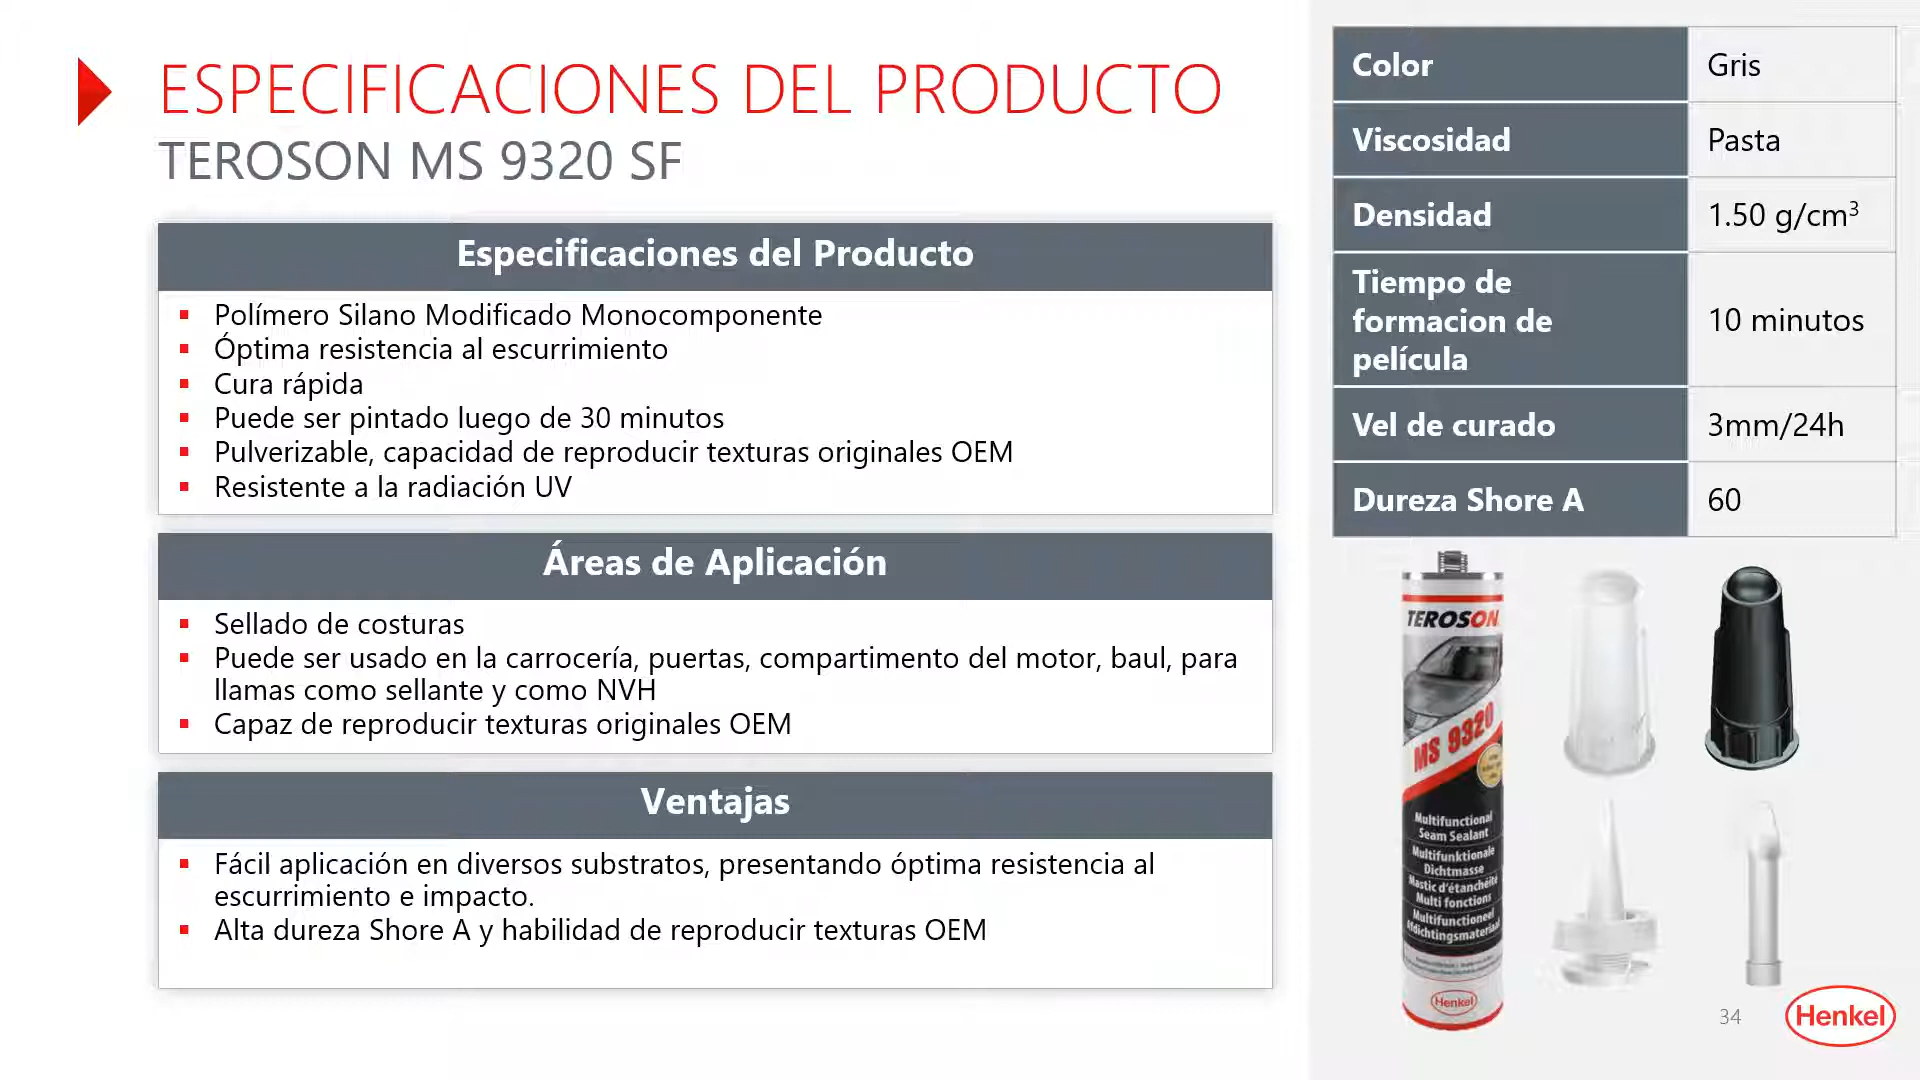 ESPECIFICACIONES DEL PRODUCTO
TEROSON MS 9320 SF
Especificaciones del Producto
▪ Polímero Silano Modificado Monocomponente
▪ Óptima resistencia al escurrimiento
▪ Cura rápida
▪ Puede ser pintado luego de 30 minutos
▪ Pulverizable, capacidad de reproducir texturas originales OEM
▪ Resistente a la radiación UV
Áreas de Aplicación
▪ Sellado de costuras
▪ Puede ser usado en la carrocería, puertas, compartimento del motor, baul, para
llamas como sellante y como NVH
▪ Capaz de reproducir texturas originales OEM
Ventajas
▪ Fácil aplicación en diversos substratos, presentando óptima resistencia al
escurrimiento e impacto.
▪ Alta dureza Shore A y habilidad de reproducir texturas OEM
Color Gris
Viscosidad Pasta
Densidad 1.50 g/cm³
Tiempo de
formacion de
película
10 minutos
Vel de curado 3mm/24h
Dureza Shore A 60
TEROSON
MS 9320
Multifunctional
Seam Sealant
Multifunktionale
Dichtmasse
Mastic d'étanchéité
Multi fonctions
Multifunctioneel
Afdichtingsmateriaal
Henkel
34
Henkel